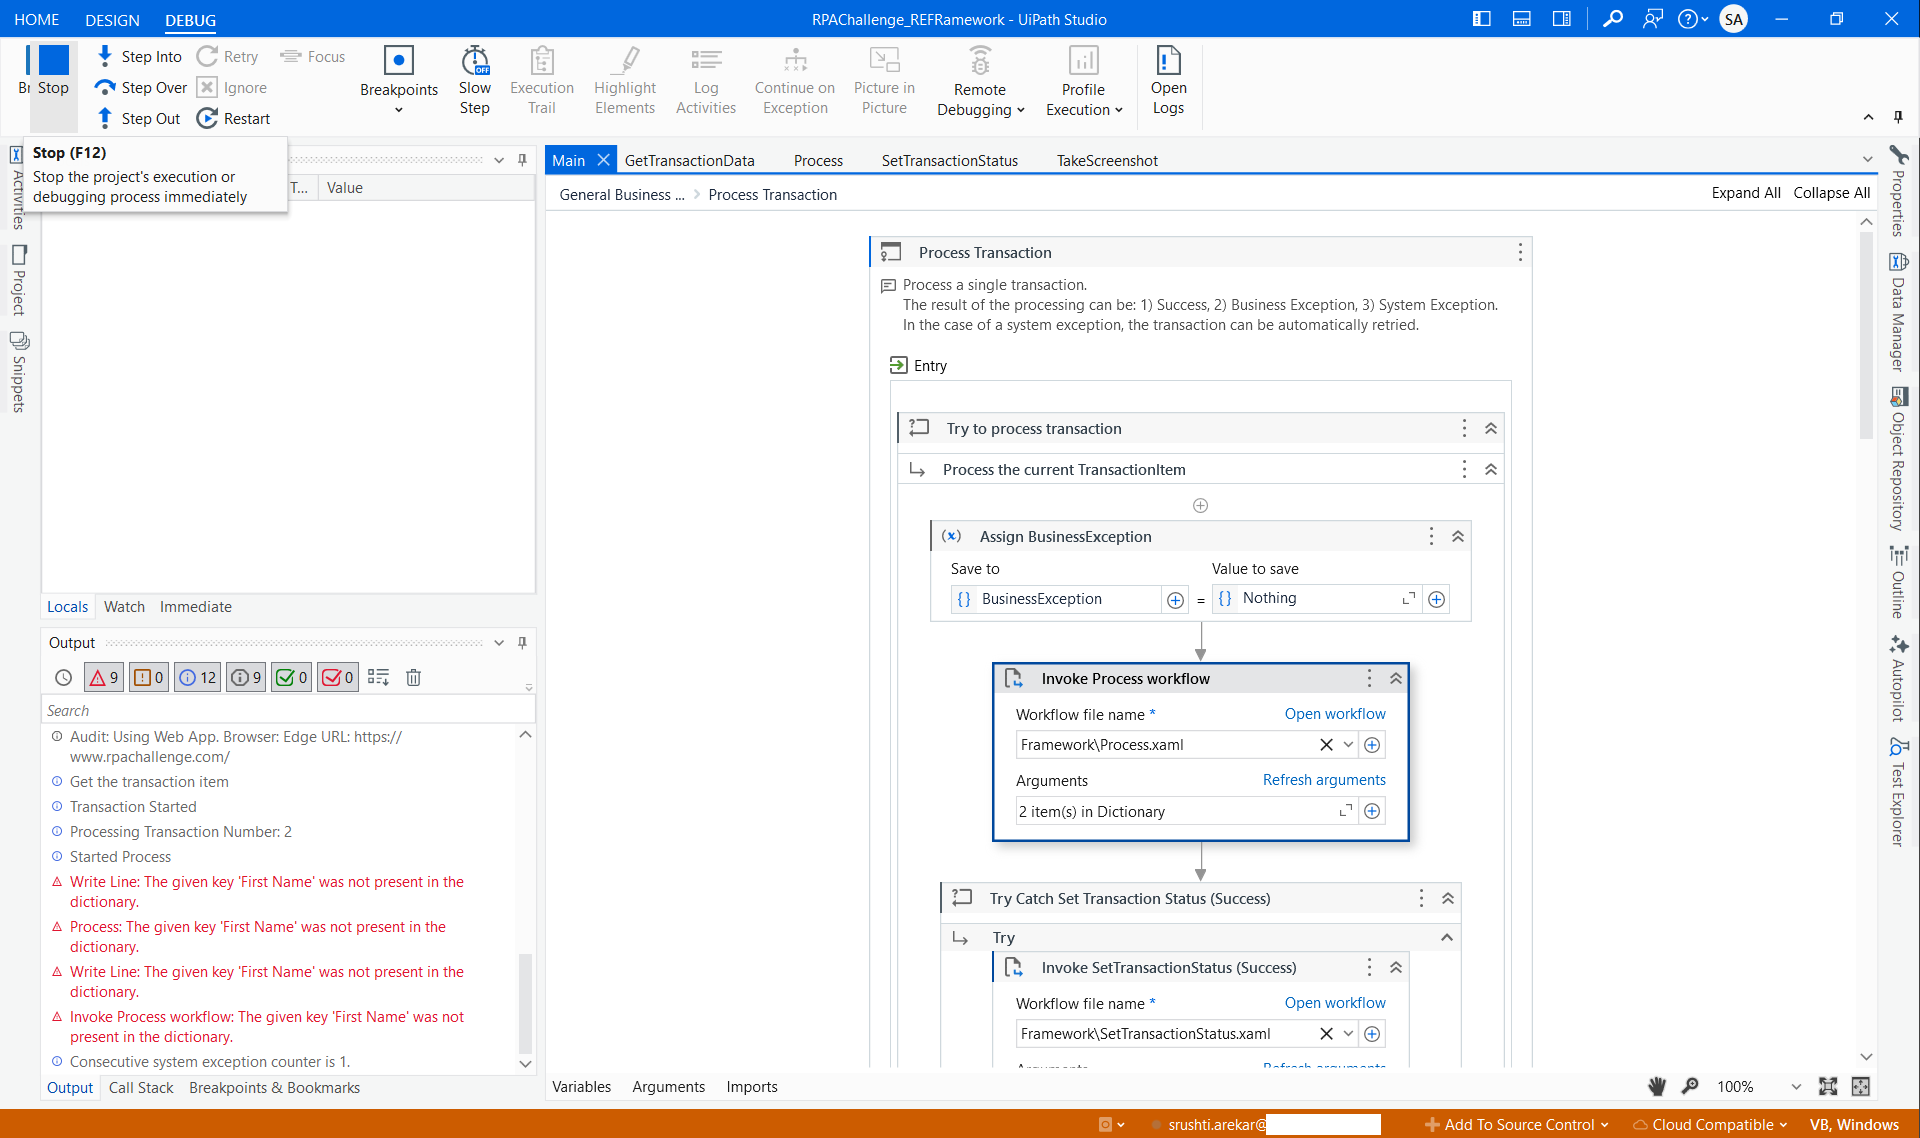 HOME DESIGN DEBUG
RPAChallenge_REFRamework - UiPath Studio
SA
Stop
Step Into
Step Over
Step Out
Retry
Ignore
Restart
Focus
Breakpoints
OFF
Slow
Step
Execution
Trail
Highlight
Elements
Log
Activities
Continue on
Exception
Picture in
Picture
Remote
Debugging
Profile
Execution
Open
Logs
Stop (F12)
Stop the project's execution or
debugging process immediately
T... Value
Activities
Project
Snippets
Locals Watch Immediate
Output
9 0 12 9 0 0
Search
Audit: Using Web App. Browser: Edge URL: https://
www.rpachallenge.com/
Get the transaction item
Transaction Started
Processing Transaction Number: 2
Started Process
Write Line: The given key 'First Name' was not present in the
dictionary.
Process: The given key 'First Name' was not present in the
dictionary.
Write Line: The given key 'First Name' was not present in the
dictionary.
Invoke Process workflow: The given key 'First Name' was not
present in the dictionary.
Consecutive system exception counter is 1.
Output Call Stack Breakpoints & Bookmarks
Main GetTransactionData Process SetTransactionStatus TakeScreenshot
General Business ... > Process Transaction
Expand All Collapse All
Process Transaction
Process a single transaction.
The result of the processing can be: 1) Success, 2) Business Exception, 3) System Exception.
In the case of a system exception, the transaction can be automatically retried.
Entry
Try to process transaction
Process the current TransactionItem
Assign BusinessException
Save to Value to save
BusinessException = Nothing
Invoke Process workflow
Workflow file name * Open workflow
Framework\Process.xaml
Arguments Refresh arguments
2 item(s) in Dictionary
Try Catch Set Transaction Status (Success)
Try
Invoke SetTransactionStatus (Success)
Workflow file name * Open workflow
Framework\SetTransactionStatus.xaml
Arguments Refresh arguments
Variables Arguments Imports
100%
Properties
Data Manager
Object Repository
Outline
Autopilot
Test Explorer
srushti.arekar@
Add To Source Control
Cloud Compatible
VB, Windows